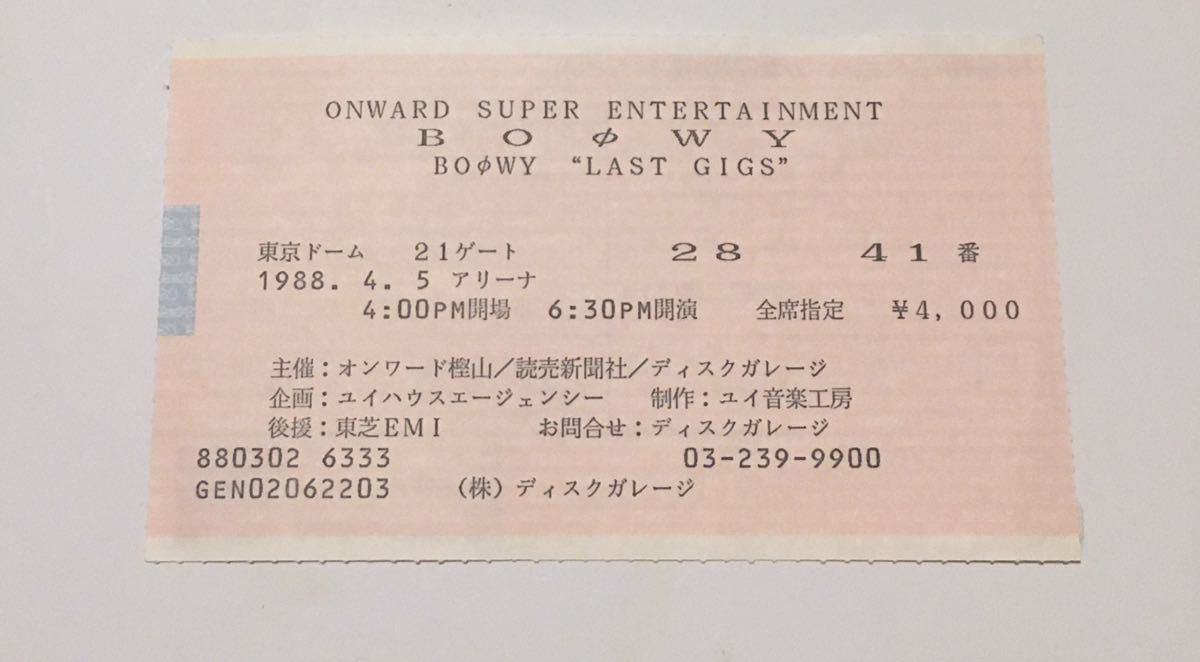 ONWARD SUPER ENTERTAINMENT
BOφWY
BOφWY “LAST GIGS”
東京ドーム 21ゲート 28 41番
1988. 4. 5 アリーナ
4:00PM開場 6:30PM開演 全席指定 ¥4,000
主催：オンワード樫山／読売新聞社／ディスクガレージ
企画：ユイハウスエージェンシー 制作：ユイ音楽工房
後援：東芝EMI お問合せ：ディスクガレージ
880302 6333 03-239-9900
GEN02062203 （株）ディスクガレージ